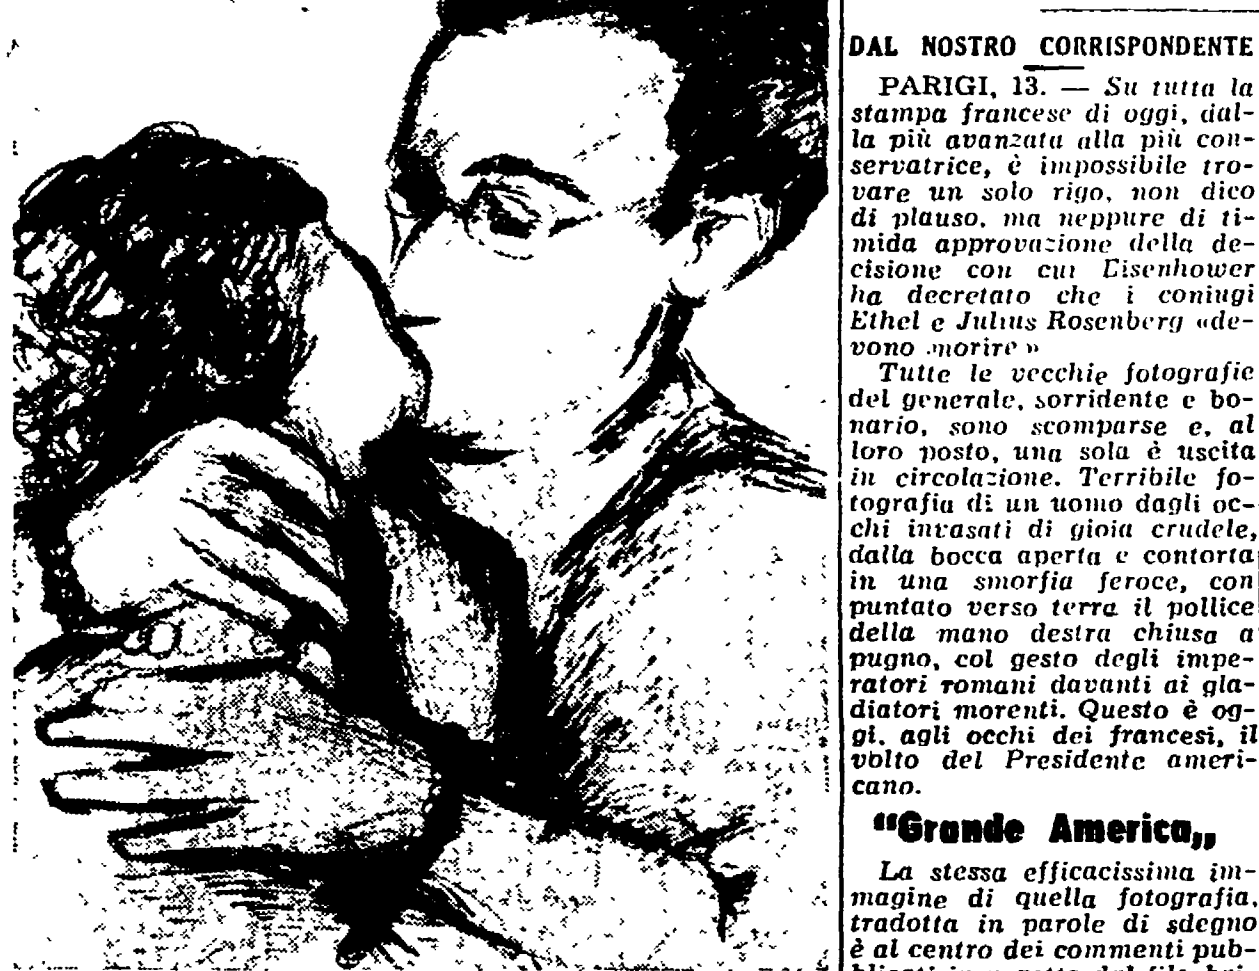 DAL NOSTRO CORRISPONDENTE
PARIGI, 13. — Su tutta la
stampa francese di oggi, dal-
la più avanzata alla più con-
servatrice, è impossibile tro-
vare un solo rigo, non dico
di plauso, ma neppure di ti-
mida approvazione della de-
cisione con cui Eisenhower
ha decretato che i coniugi
Ethel e Julius Rosenberg «de-
vono morire»
Tutte le vecchie fotografie
del generale, sorridente e bo-
nario, sono scomparse e, al
loro posto, una sola è uscita
in circolazione. Terribile fo-
tografia di un uomo dagli oc-
chi invasati di gioia crudele,
dalla bocca aperta e contorta
in una smorfia feroce, con
puntato verso terra il pollice
della mano destra chiusa a
pugno, col gesto degli impe-
ratori romani davanti ai gla-
diatori morenti. Questo è og-
gi, agli occhi dei francesi, il
volto del Presidente ameri-
cano.
"Grande America„
La stessa efficacissima im-
magine di quella fotografia,
tradotta in parole di sdegno
è al centro dei commenti pub-